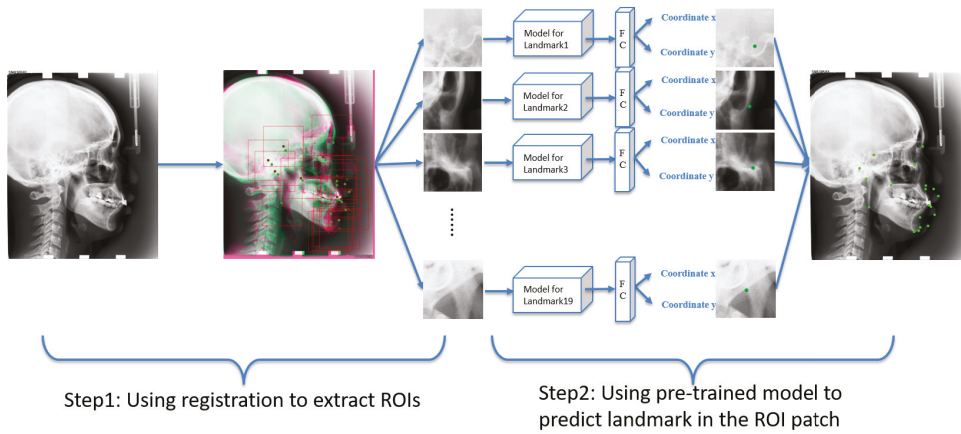 Model for
Landmark1
F
C
Coordinate x
Coordinate y
Model for
Landmark2
F
C
Coordinate x
Coordinate y
Model for
Landmark3
F
C
Coordinate x
Coordinate y
......
Model for
Landmark19
F
C
Coordinate x
Coordinate y
Step1: Using registration to extract ROIs
Step2: Using pre-trained model to
predict landmark in the ROI patch